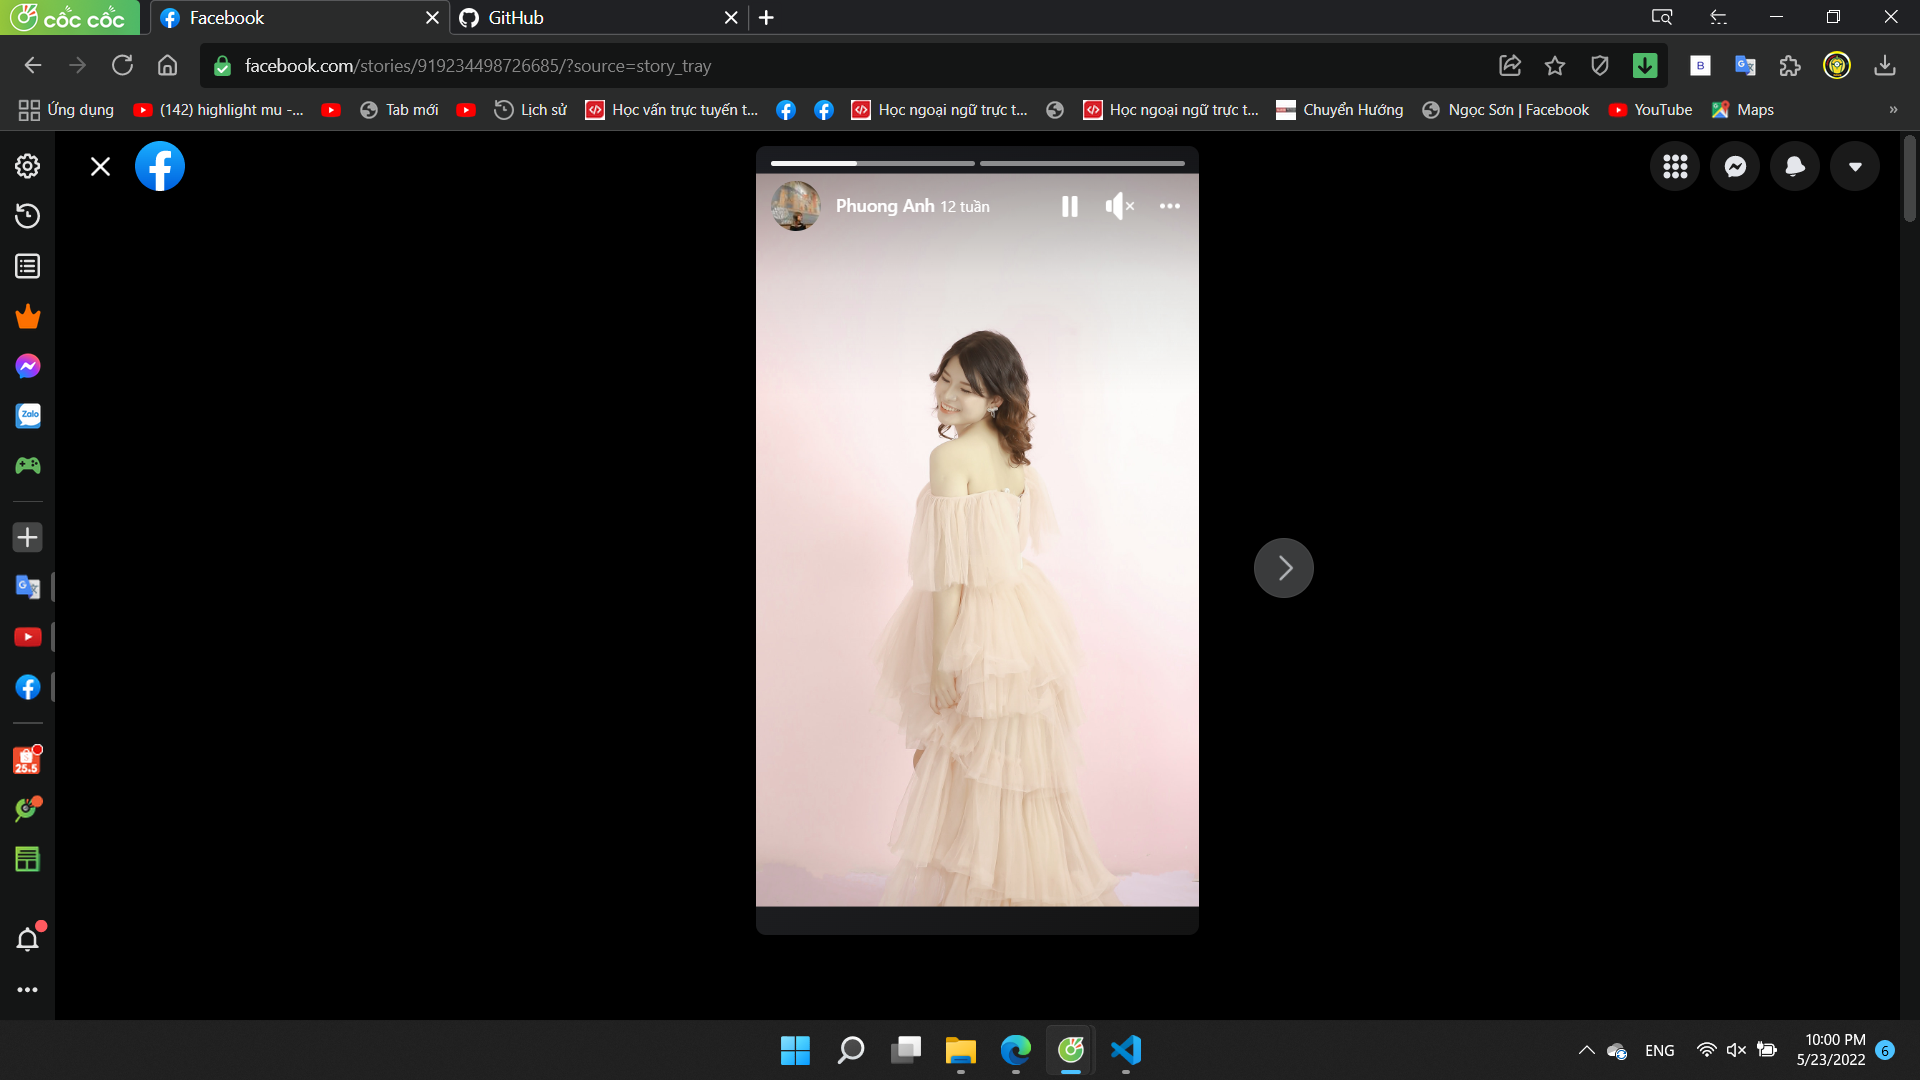 cốc cốc
Facebook
GitHub
facebook.com/stories/919234498726685/?source=story_tray
B
Ứng dụng
(142) highlight mu -...
Tab mới
Lịch sử
Học vấn trực tuyến t...
Học ngoại ngữ trực t...
Học ngoại ngữ trực t...
Chuyển Hướng
Ngọc Sơn | Facebook
YouTube
Maps
»
Phuong Anh 12 tuần
Zalo
25.5
ENG
10:00 PM
5/23/2022
6